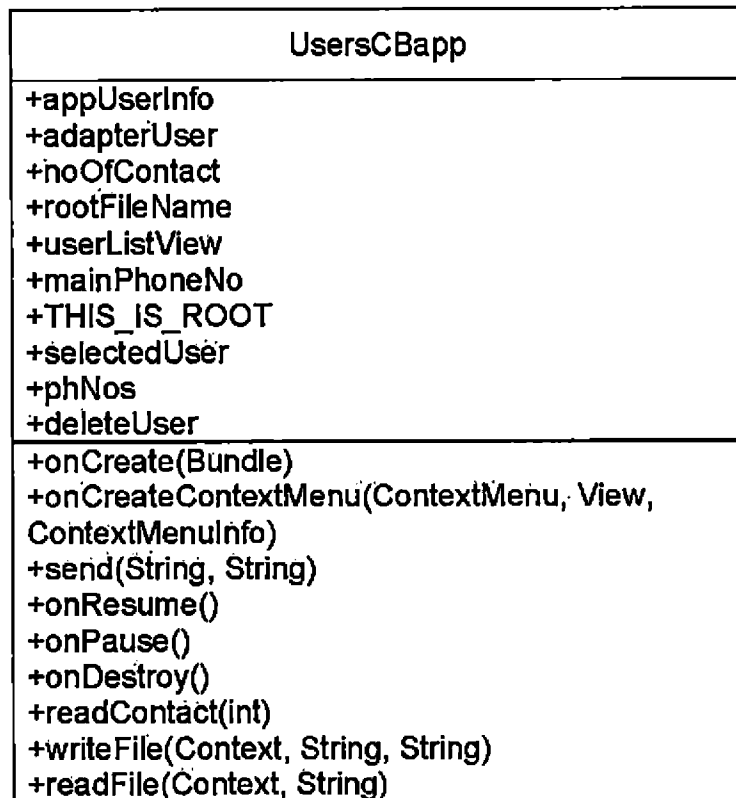 UsersCBapp
+appUserInfo
+adapterUser
+noOfContact
+rootFileName
+userListView
+mainPhoneNo
+THIS_IS_ROOT
+selectedUser
+phNos
+deleteUser
+onCreate(Bundle)
+onCreateContextMenu(ContextMenu, View,
ContextMenuInfo)
+send(String, String)
+onResume()
+onPause()
+onDestroy()
+readContact(int)
+writeFile(Context, String, String)
+readFile(Context, String)